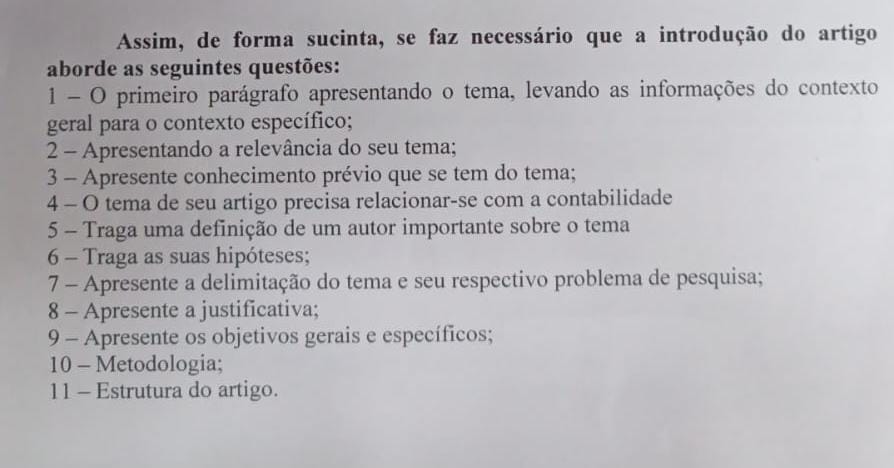 Assim, de forma sucinta, se faz necessário que a introdução do artigo
aborde as seguintes questões:
1 – O primeiro parágrafo apresentando o tema, levando as informações do contexto
geral para o contexto específico;
2 – Apresentando a relevância do seu tema;
3 – Apresente conhecimento prévio que se tem do tema;
4 – O tema de seu artigo precisa relacionar-se com a contabilidade
5 – Traga uma definição de um autor importante sobre o tema
6 – Traga as suas hipóteses;
7 – Apresente a delimitação do tema e seu respectivo problema de pesquisa;
8 – Apresente a justificativa;
9 – Apresente os objetivos gerais e específicos;
10 – Metodologia;
11 – Estrutura do artigo.